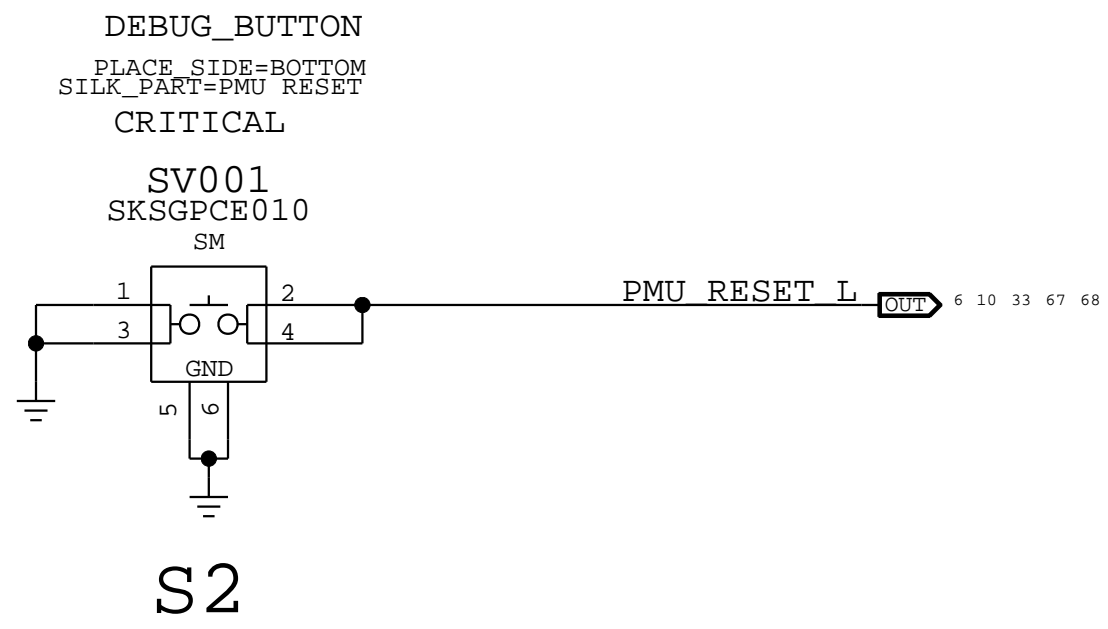 DEBUG_BUTTON
PLACE_SIDE=BOTTOM
SILK_PART=PMU RESET
CRITICAL
SV001
SKSGPCE010
SM
1 2 PMU_RESET_L OUT 6 10 33 67 68
3 4
GND
5 6
S2